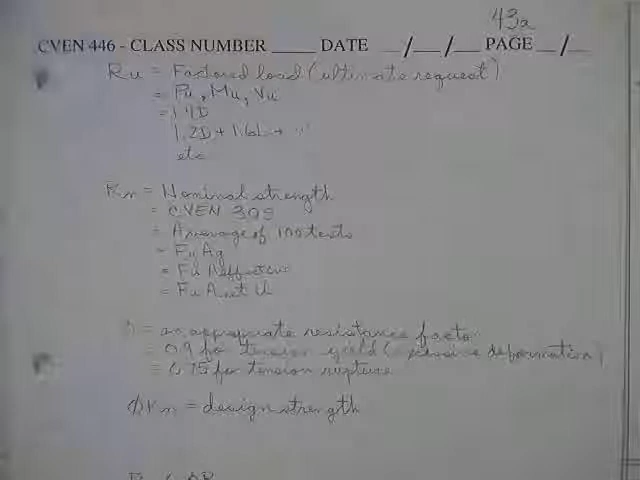 43a
CVEN 446 - CLASS NUMBER ____ DATE __/__/__ PAGE __/__
Ru = Factored load (ultimate request)
= Pu, Mu, Vu
= 1.4D
1.2D + 1.6L + ..
etc
Rn = Nominal strength
= CVEN 305
= Average of 100 tests
= Fy Ag
= Fu Aeffective
= Fu Anet U
= an appropriate resistance factor
= 0.9 for tension yield (excessive deformation)
= 0.75 for tension rupture
ΦRn = design strength